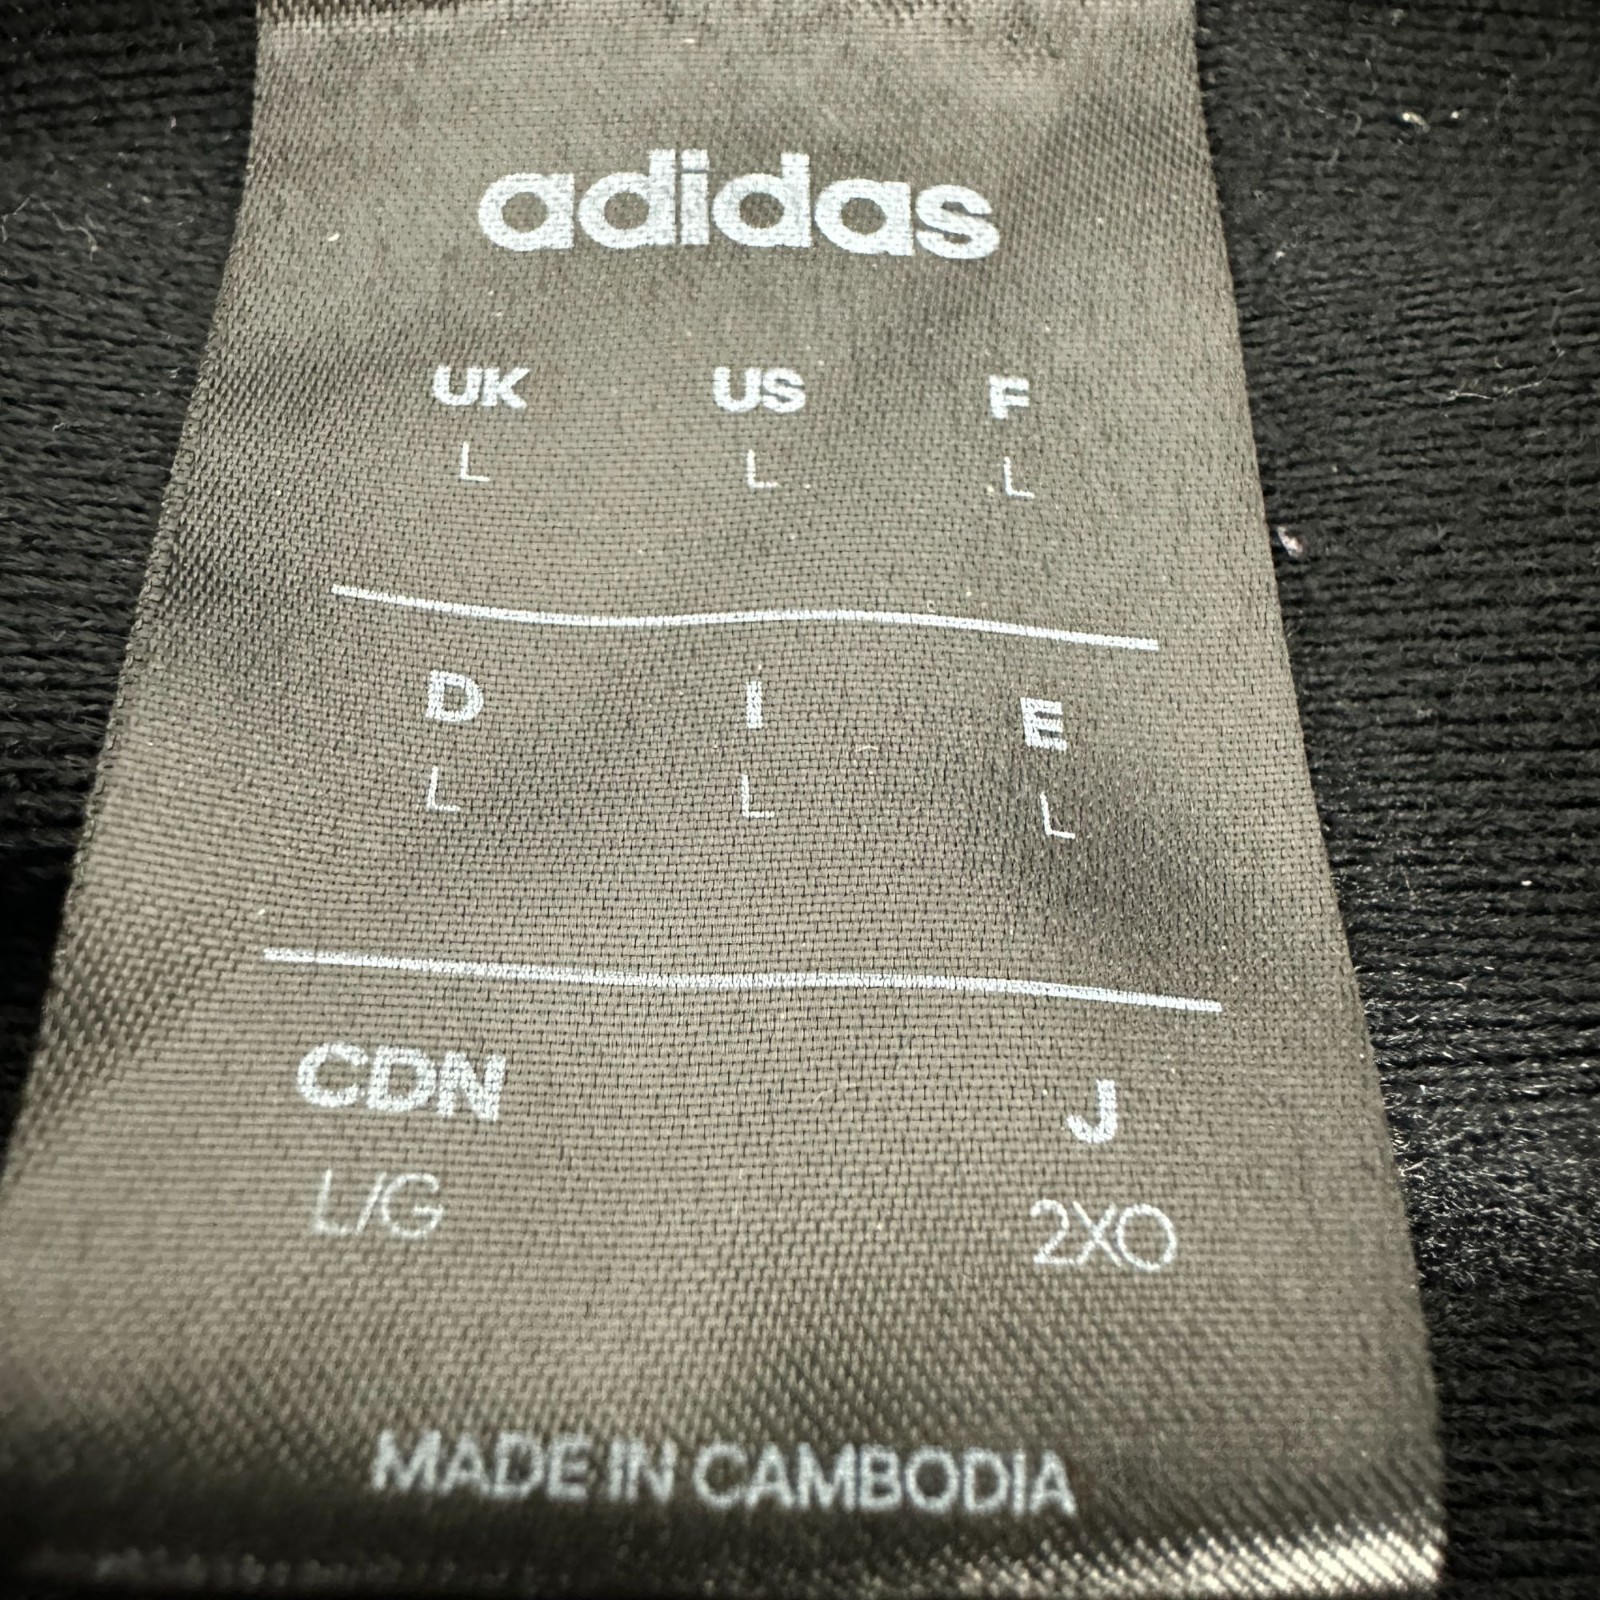 adidas
UK US F
L L L
D I E
L L L
CDN J
L/G 2XO
MADE IN CAMBODIA